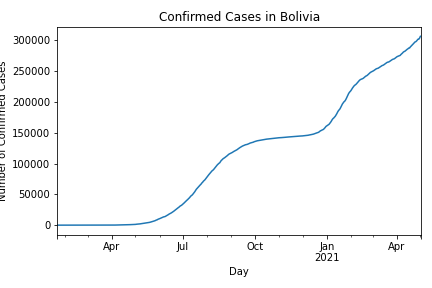 Confirmed Cases in Bolivia
Number of Confirmed Cases
300000
250000
200000
150000
100000
50000
0
Apr
Jul
Oct
Jan
2021
Apr
Day